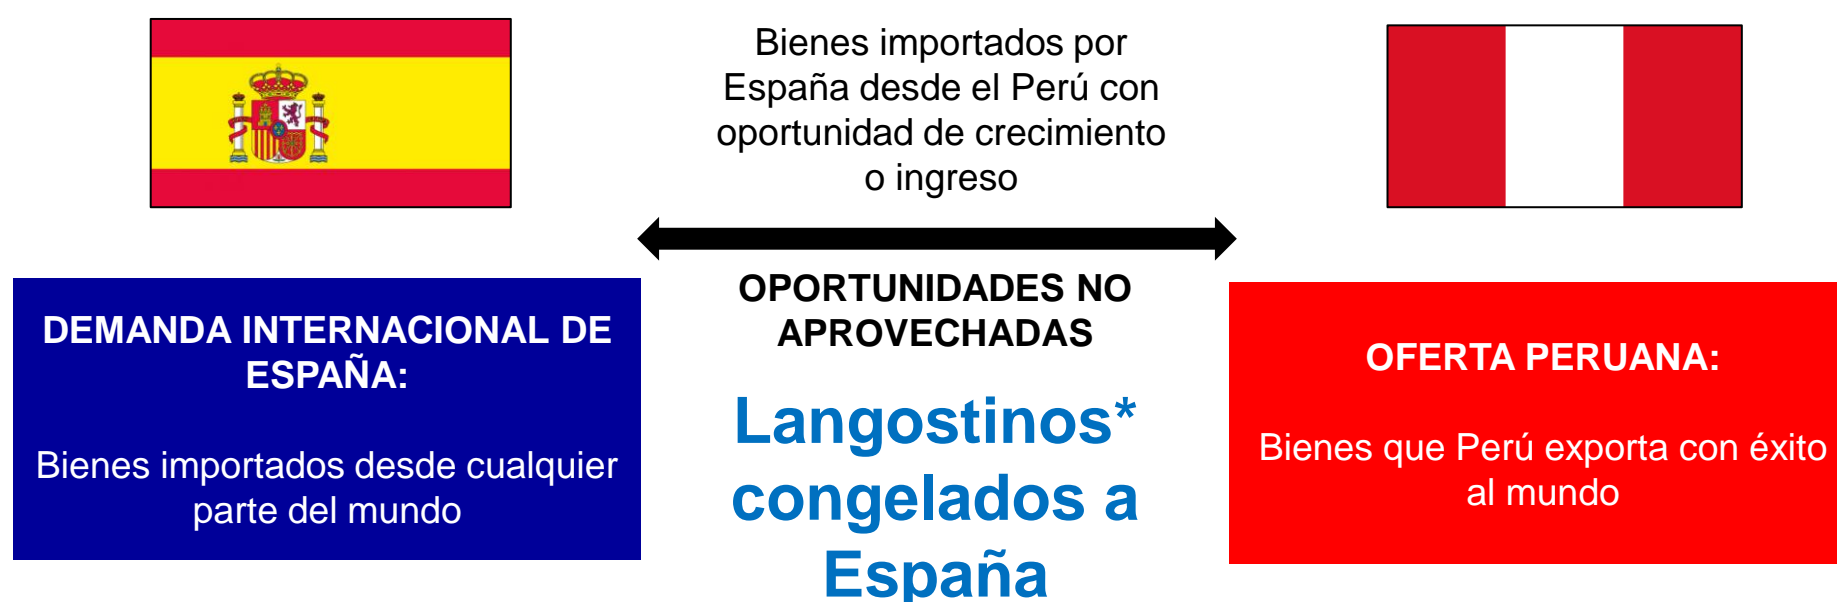 Bienes importados por
España desde el Perú con
oportunidad de crecimiento
o ingreso
DEMANDA INTERNACIONAL DE
ESPAÑA:
Bienes importados desde cualquier
parte del mundo
OPORTUNIDADES NO
APROVECHADAS
Langostinos*
congelados a
España
OFERTA PERUANA:
Bienes que Perú exporta con éxito
al mundo